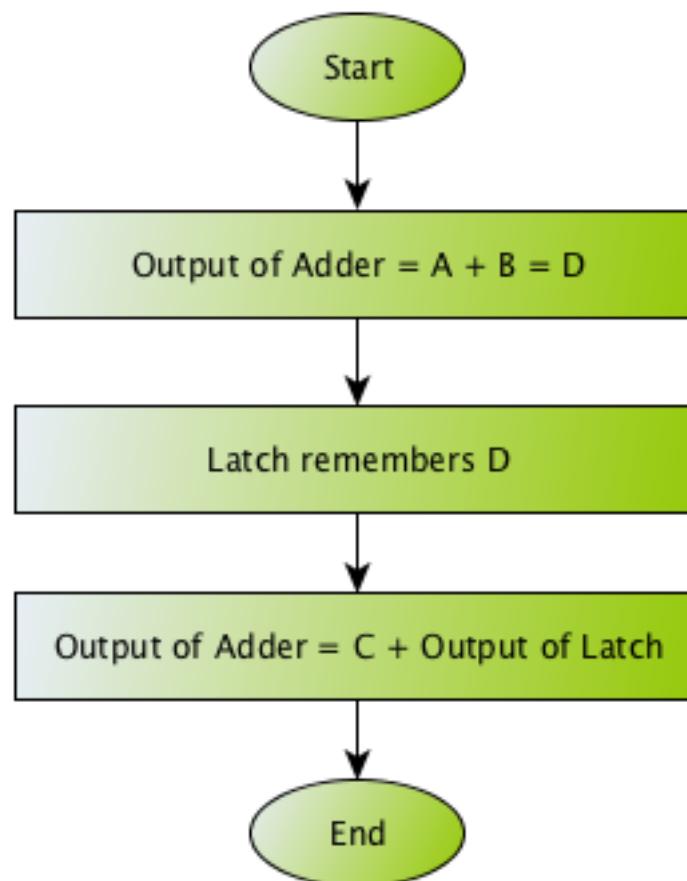 Start
Output of Adder = A + B = D
Latch remembers D
Output of Adder = C + Output of Latch
End